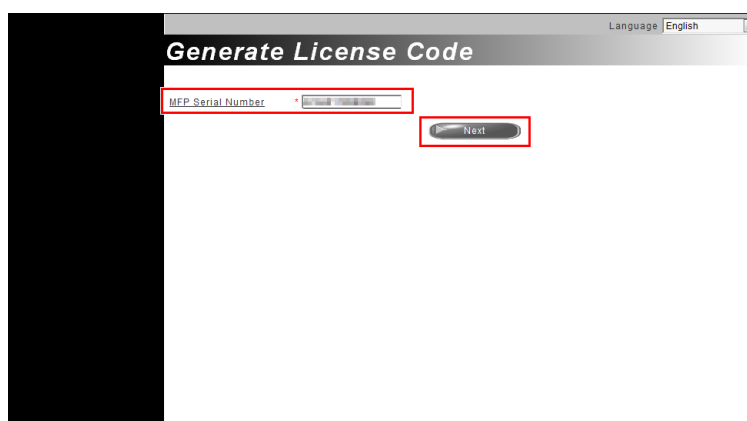 Language English
Generate License Code
MFP Serial Number *
Next